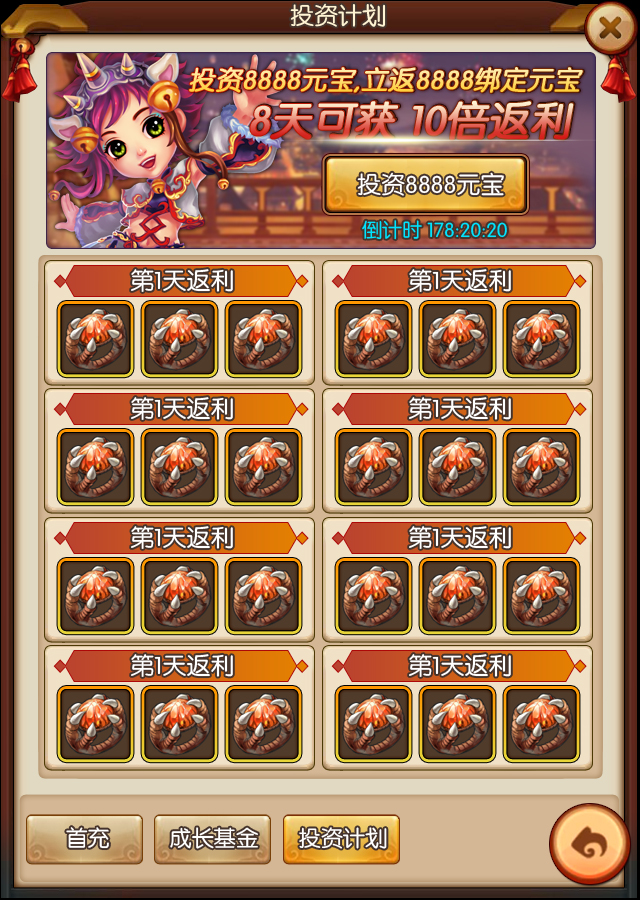 投资计划
投资8888元宝,立返8888绑定元宝
8天可获 10倍返利
投资8888元宝
倒计时 178:20:20
第1天返利
第1天返利
第1天返利
第1天返利
第1天返利
第1天返利
第1天返利
第1天返利
首充
成长基金
投资计划